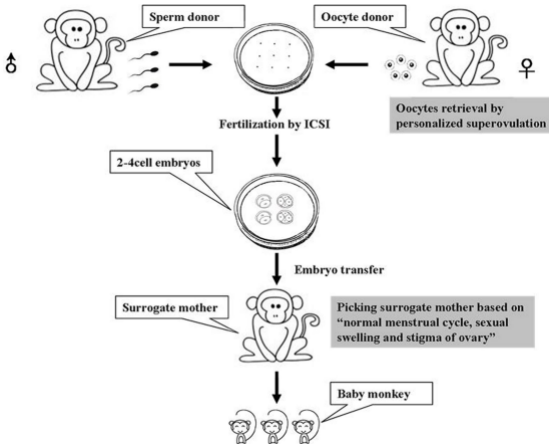 Sperm donor
Oocyte donor
♂
♀
Oocytes retrieval by
personalized superovulation
Fertilization by ICSI
2-4cell embryos
Embryo transfer
Surrogate mother
Picking surrogate mother based on
“normal menstrual cycle, sexual
swelling and stigma of ovary”
Baby monkey